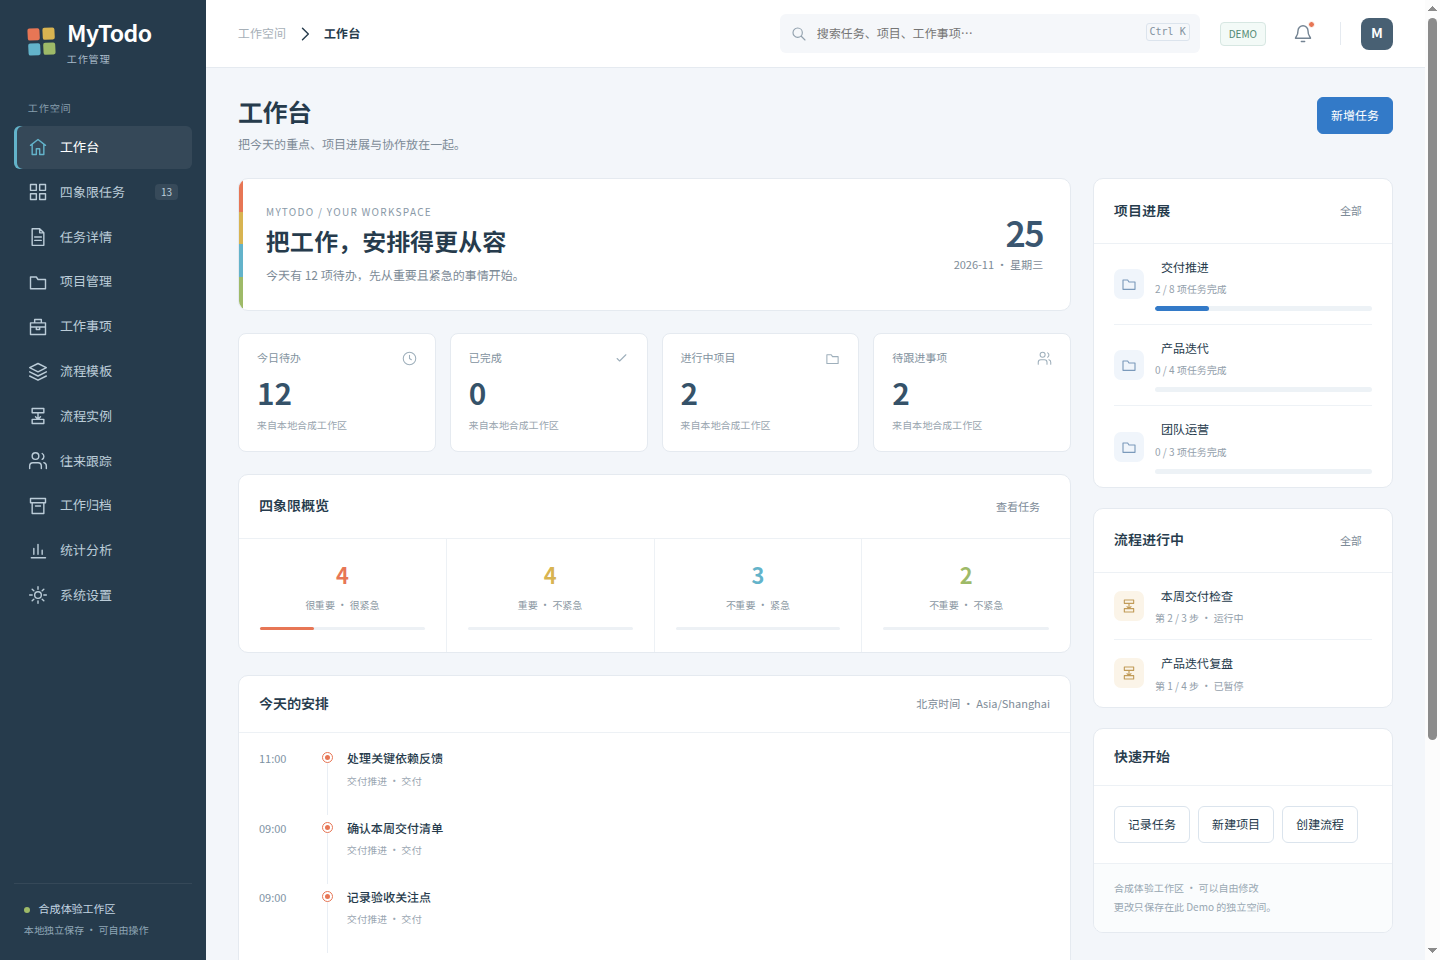 MyTodo
工作管理
工作空间
工作台
四象限任务 13
任务详情
项目管理
工作事项
流程模板
流程实例
往来跟踪
工作归档
统计分析
系统设置
合成体验工作区
本地独立保存 · 可自由操作
工作空间 > 工作台
搜索任务、项目、工作事项… Ctrl K
DEMO
M
工作台
把今天的重点、项目进展与协作放在一起。
新增任务
MYTODO / YOUR WORKSPACE
把工作，安排得更从容
今天有 12 项待办，先从重要且紧急的事情开始。
25
2026-11 · 星期三
今日待办
12
来自本地合成工作区
已完成
0
来自本地合成工作区
进行中项目
2
来自本地合成工作区
待跟进事项
2
来自本地合成工作区
四象限概览 查看任务
4
很重要 · 很紧急
4
重要 · 不紧急
3
不重要 · 紧急
2
不重要 · 不紧急
今天的安排 北京时间 · Asia/Shanghai
11:00 处理关键依赖反馈
交付推进 · 交付
09:00 确认本周交付清单
交付推进 · 交付
09:00 记录验收关注点
交付推进 · 交付
项目进展 全部
交付推进
2 / 8 项任务完成
产品迭代
0 / 4 项任务完成
团队运营
0 / 3 项任务完成
流程进行中 全部
本周交付检查
第 2 / 3 步 · 运行中
产品迭代复盘
第 1 / 4 步 · 已暂停
快速开始
记录任务 新建项目 创建流程
合成体验工作区 · 可以自由修改
更改只保存在此 Demo 的独立空间。